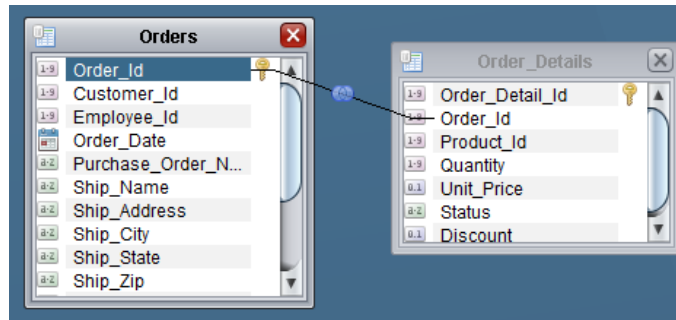 Orders
Order_Id
Customer_Id
Employee_Id
Order_Date
Purchase_Order_N...
Ship_Name
Ship_Address
Ship_City
Ship_State
Ship_Zip
Order_Details
Order_Detail_Id
Order_Id
Product_Id
Quantity
Unit_Price
Status
Discount